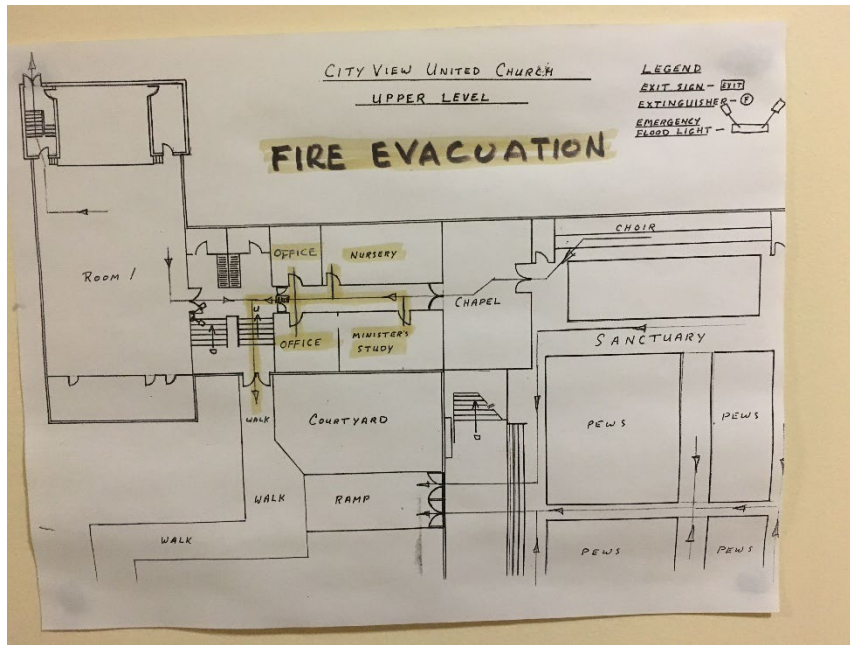 CITY VIEW UNITED CHURCH
UPPER LEVEL
FIRE EVACUATION
LEGEND
EXIT SIGN - EXIT
EXTINGUISHER - F
EMERGENCY
FLOOD LIGHT -
ROOM 1
OFFICE
NURSERY
CHOIR
CHAPEL
SANCTUARY
OFFICE
MINISTER'S
STUDY
U
D
WALK
COURTYARD
PEWS
PEWS
D
WALK
RAMP
WALK
PEWS
PEWS